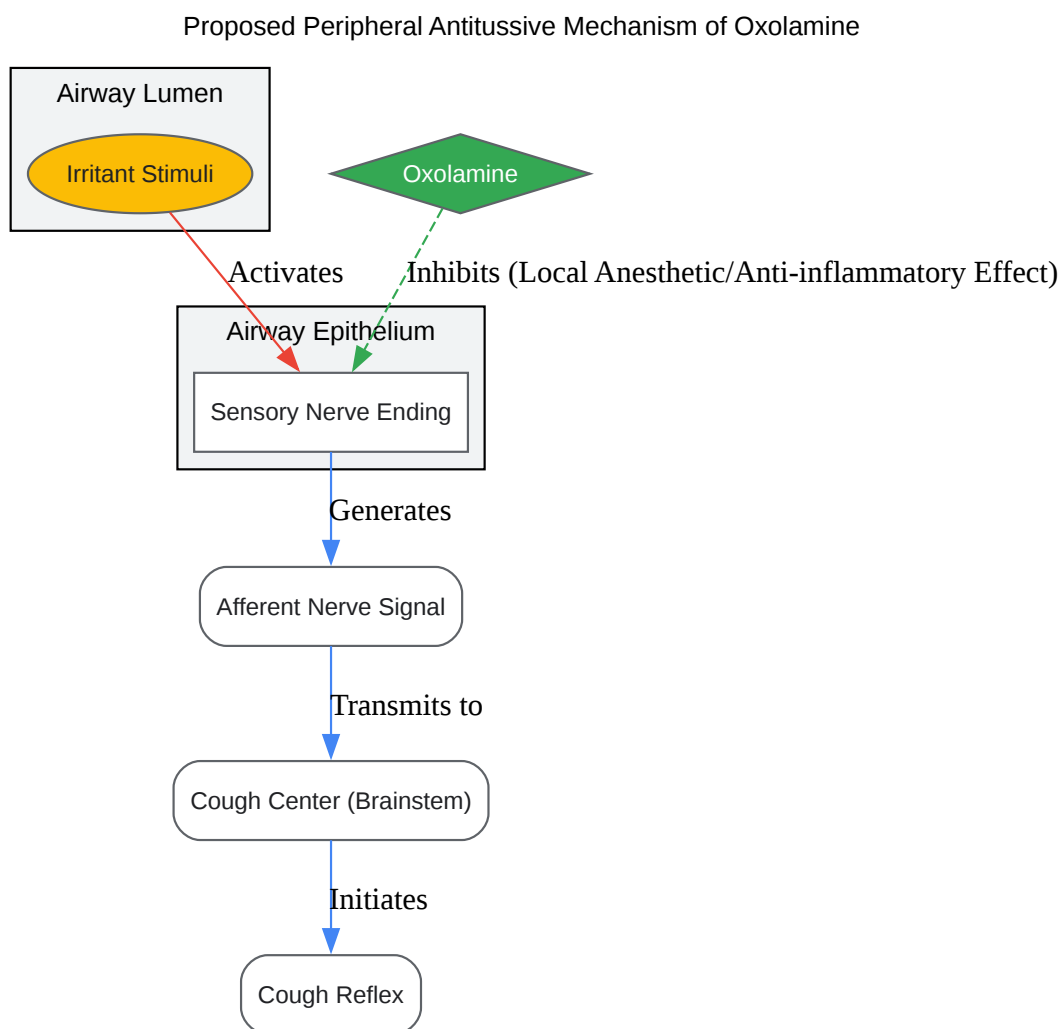 Proposed Peripheral Antitussive Mechanism of Oxolamine
Airway Lumen
Irritant Stimuli
Oxolamine
Activates
Inhibits (Local Anesthetic/Anti-inflammatory Effect)
Airway Epithelium
Sensory Nerve Ending
Generates
Afferent Nerve Signal
Transmits to
Cough Center (Brainstem)
Initiates
Cough Reflex